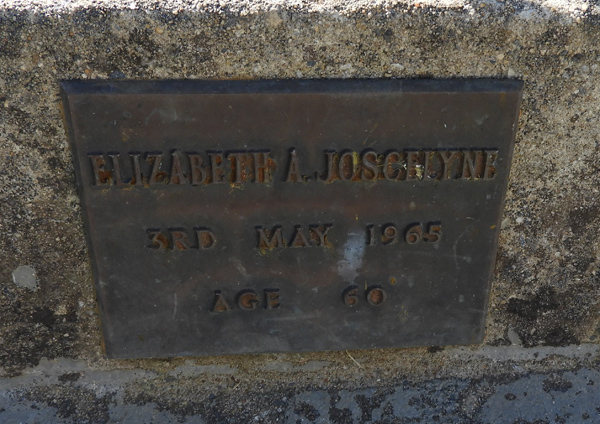 ELIZABETH A. JOSCELYNE
3RD MAY 1965
AGE 60